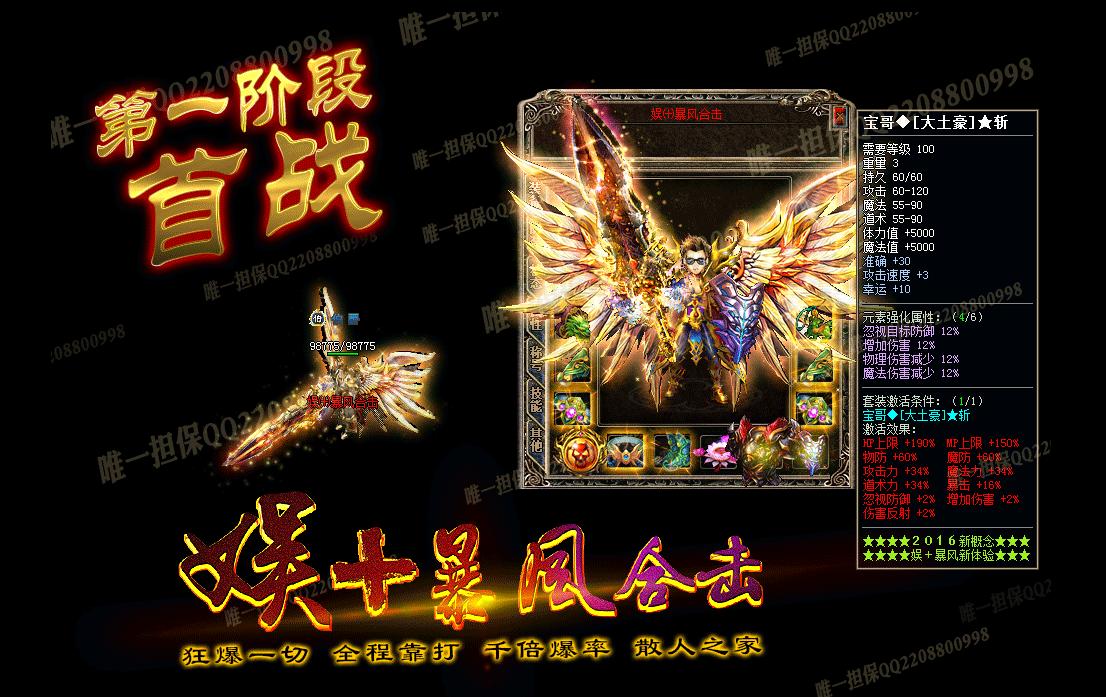 第一阶段
首战
唯一担保QQ2208800998
娱卝暴风合击
技能
其他
98775/98775
娱卝暴风合击
宝哥◆[大土豪]★斩
需要等级 100
重量 3
持久 60/60
攻击 60-120
魔法 55-90
道术 55-90
体力值 +5000
魔法值 +5000
准确 +30
攻击速度 +3
幸运 +10
元素强化属性：（4/6）
忽视目标防御 12%
增加伤害 12%
物理伤害减少 12%
魔法伤害减少 12%
套装激活条件：（1/1）
宝哥◆[大土豪]★斩
激活效果：
HP上限 +190% MP上限 +150%
物防 +60% 魔防 +60%
攻击力 +34% 魔法力 +34%
道术力 +34% 暴击 +16%
忽视防御 +2% 增加伤害 +2%
伤害反射 +2%
★★★★2016新概念★★★
★★★★娱＋暴风新体验★★★
娱十暴风合击
狂爆一切 全程靠打 千倍爆率 散人之家